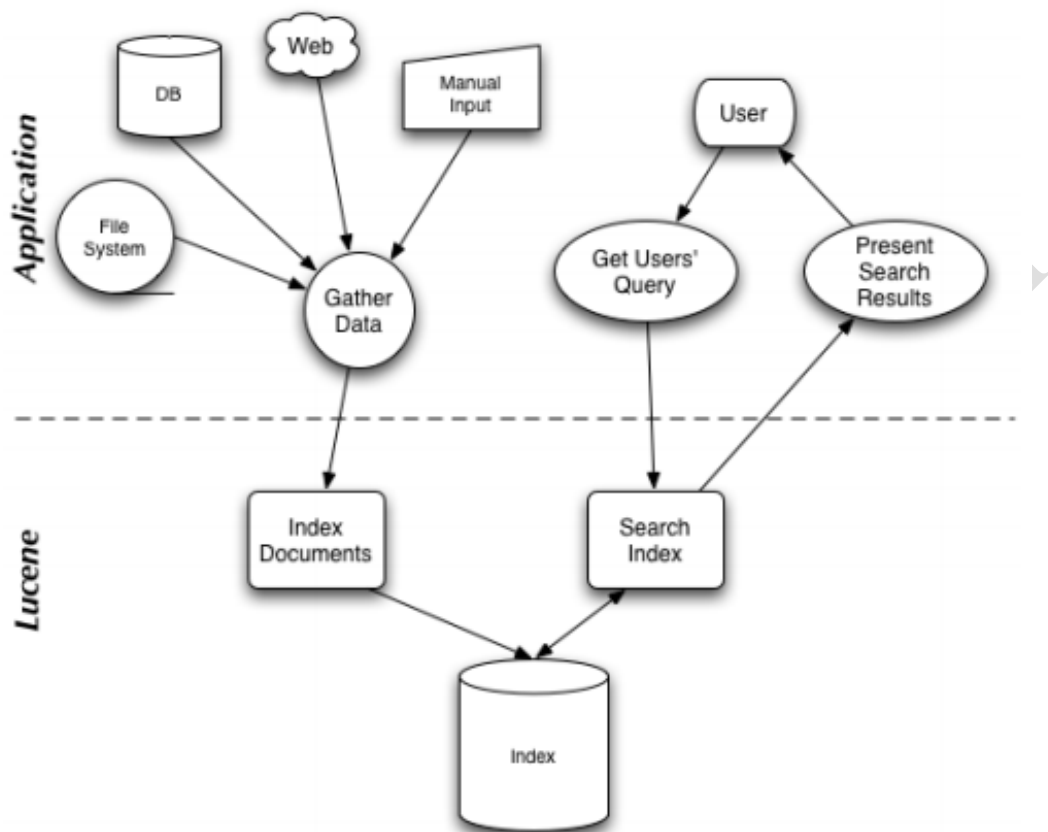 Application
DB
Web
Manual
Input
User
File
System
Gather
Data
Get Users'
Query
Present
Search
Results
Lucene
Index
Documents
Search
Index
Index